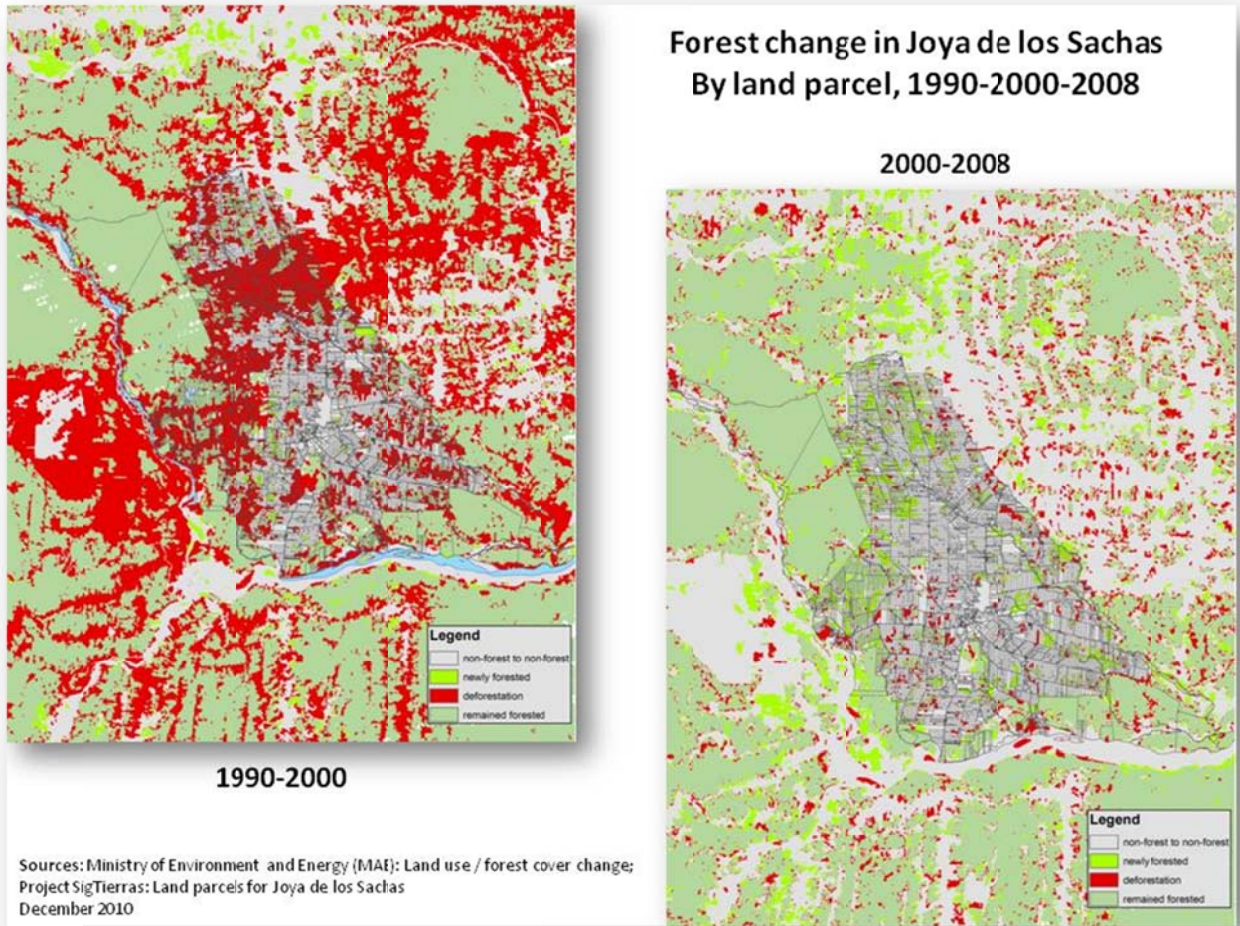 Forest change in Joya de los Sachas
By land parcel, 1990-2000-2008
2000-2008
Legend
non-forest to non-forest
newly forested
deforestation
remained forested
1990-2000
Legend
non-forest to non-forest
newly forested
deforestation
remained forested
Sources: Ministry of Environment and Energy (MAE): Land use / forest cover change;
Project SigTierras: Land parcels for Joya de los Sachas
December 2010